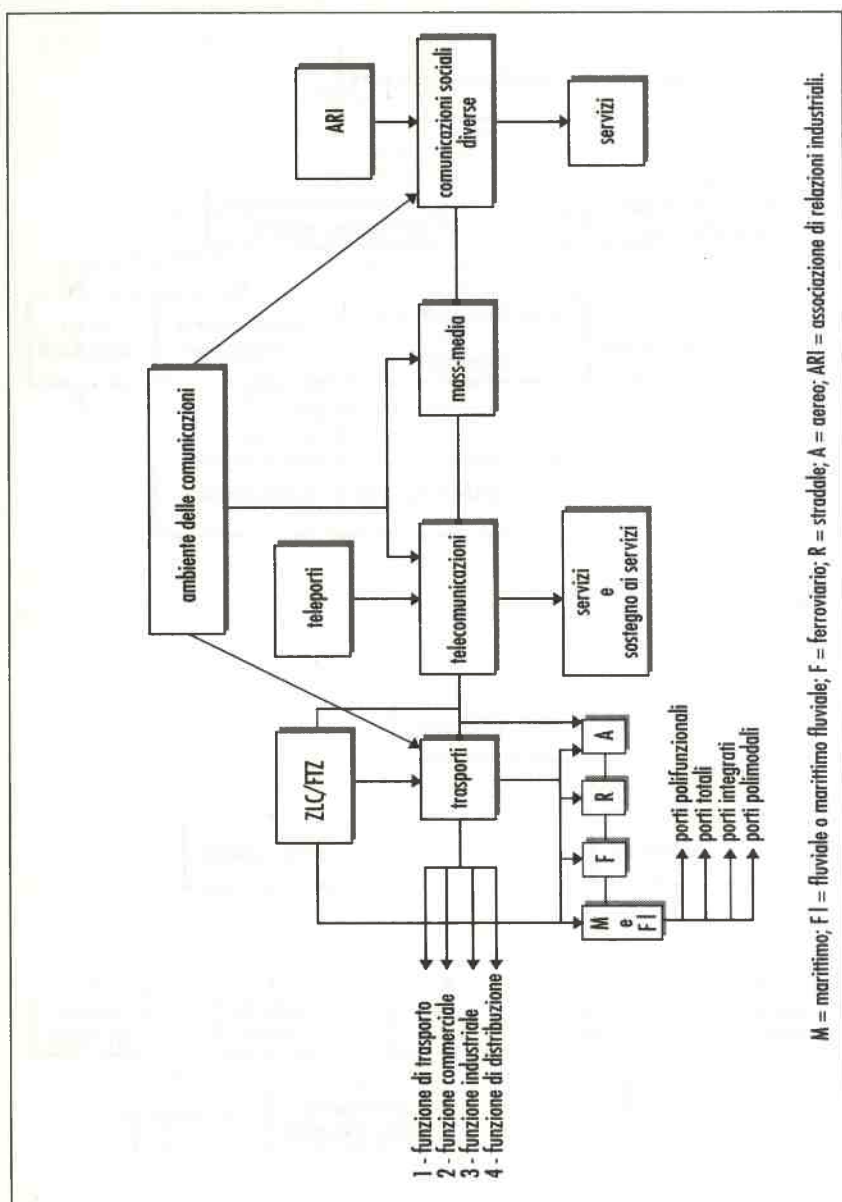 ambiente delle comunicazioni
ZLC/FTZ
teleporti
ARI
trasporti
telecomunicazioni
mass-media
comunicazioni sociali
diverse
1 - funzione di trasporto
2 - funzione commerciale
3 - funzione industriale
4 - funzione di distribuzione
M
e
F I
F
R
A
servizi
e
sostegno ai servizi
servizi
porti polifunzionali
porti totali
porti integrati
porti polimodali
M = marittimo; F I = fluviale o marittimo fluviale; F = ferroviario; R = stradale; A = aereo; ARI = associazione di relazioni industriali.